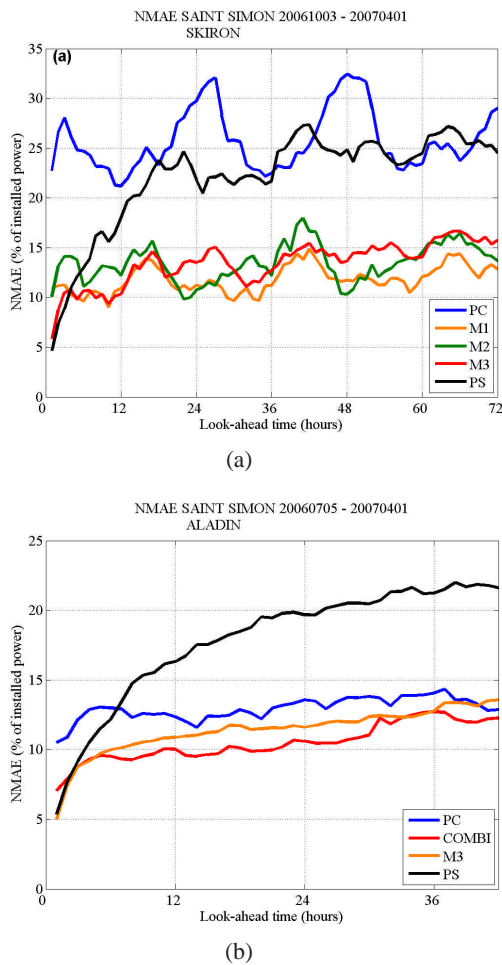 NMAE SAINT SIMON 20061003 - 20070401
SKIRON
(a)
NMAE (% of installed power)
35
30
25
20
15
10
5
0
0 12 24 36 48 60 72
Look-ahead time (hours)
PC
M1
M2
M3
PS
(a)
NMAE SAINT SIMON 20060705 - 20070401
ALADIN
NMAE (% of installed power)
25
20
15
10
5
0
0 12 24 36
Look-ahead time (hours)
PC
COMBI
M3
PS
(b)